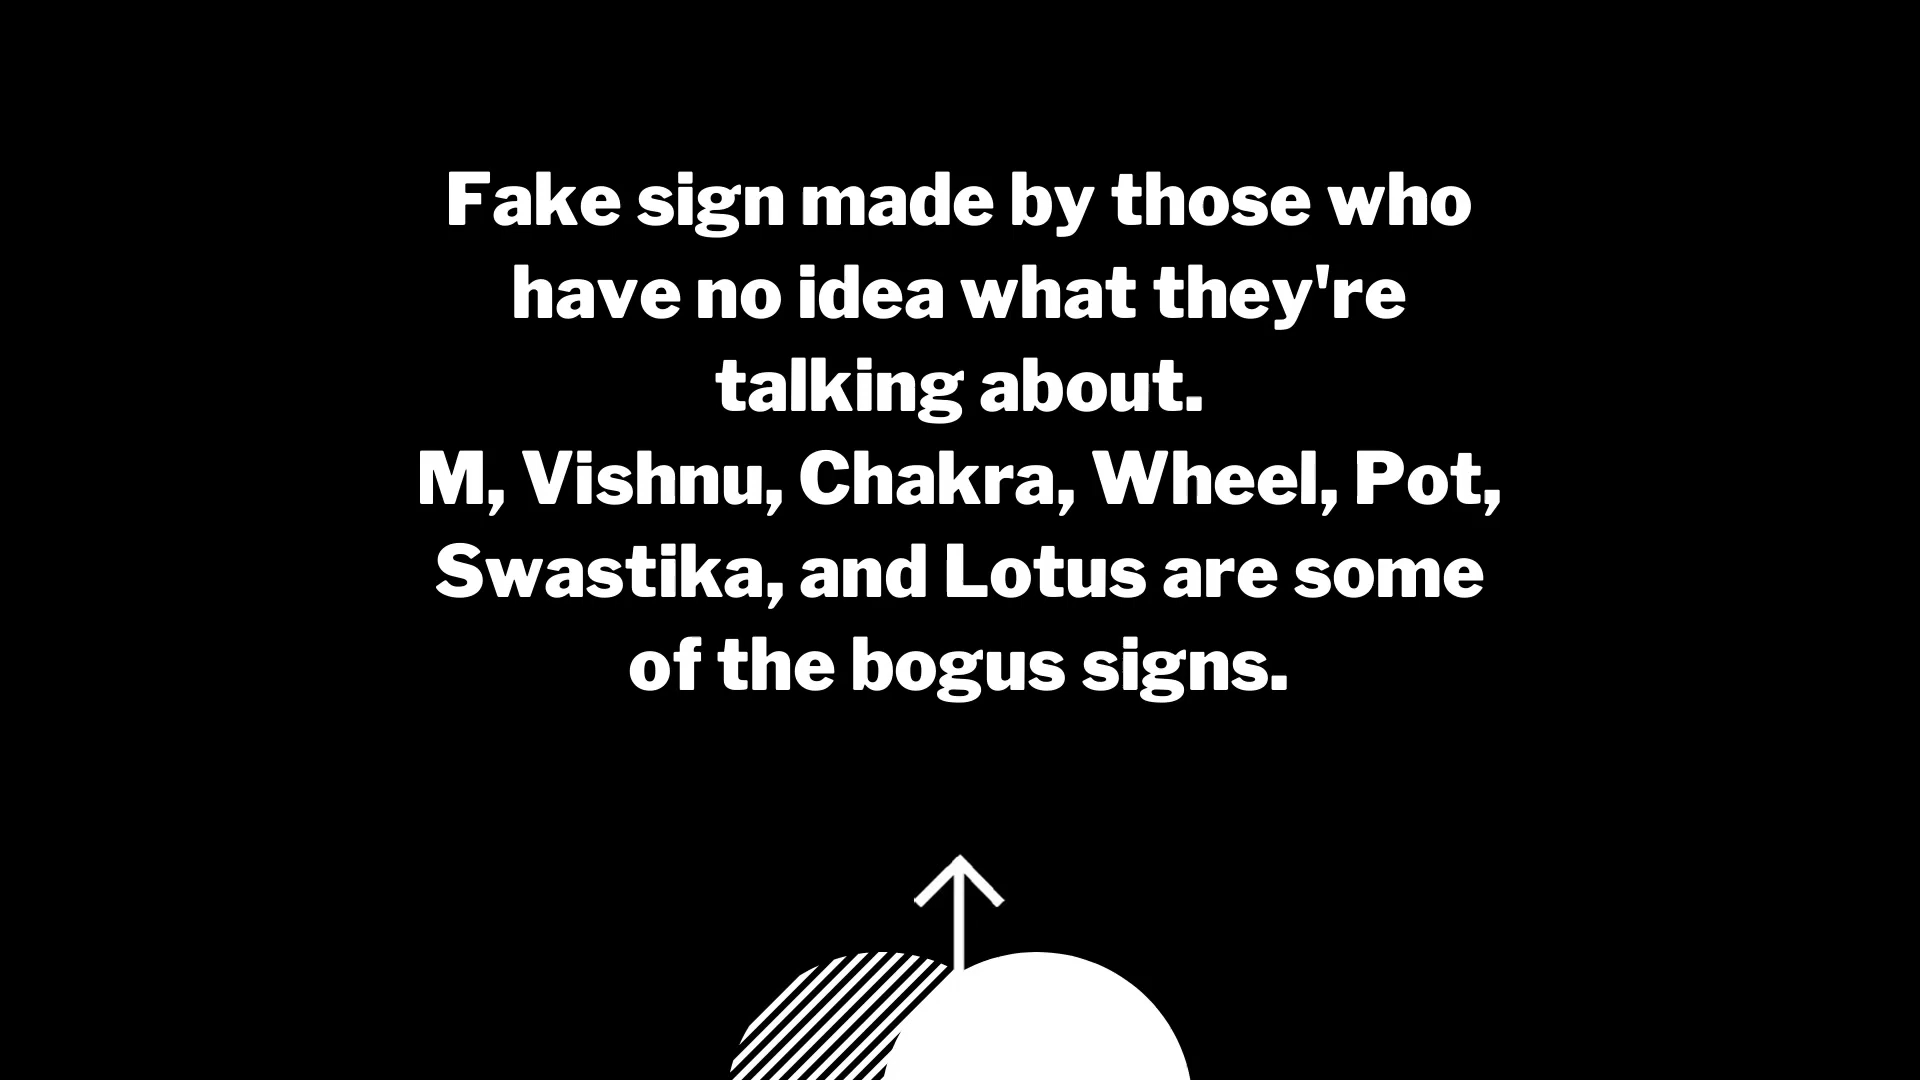 Fake sign made by those who
have no idea what they're
talking about.
M, Vishnu, Chakra, Wheel, Pot,
Swastika, and Lotus are some
of the bogus signs.